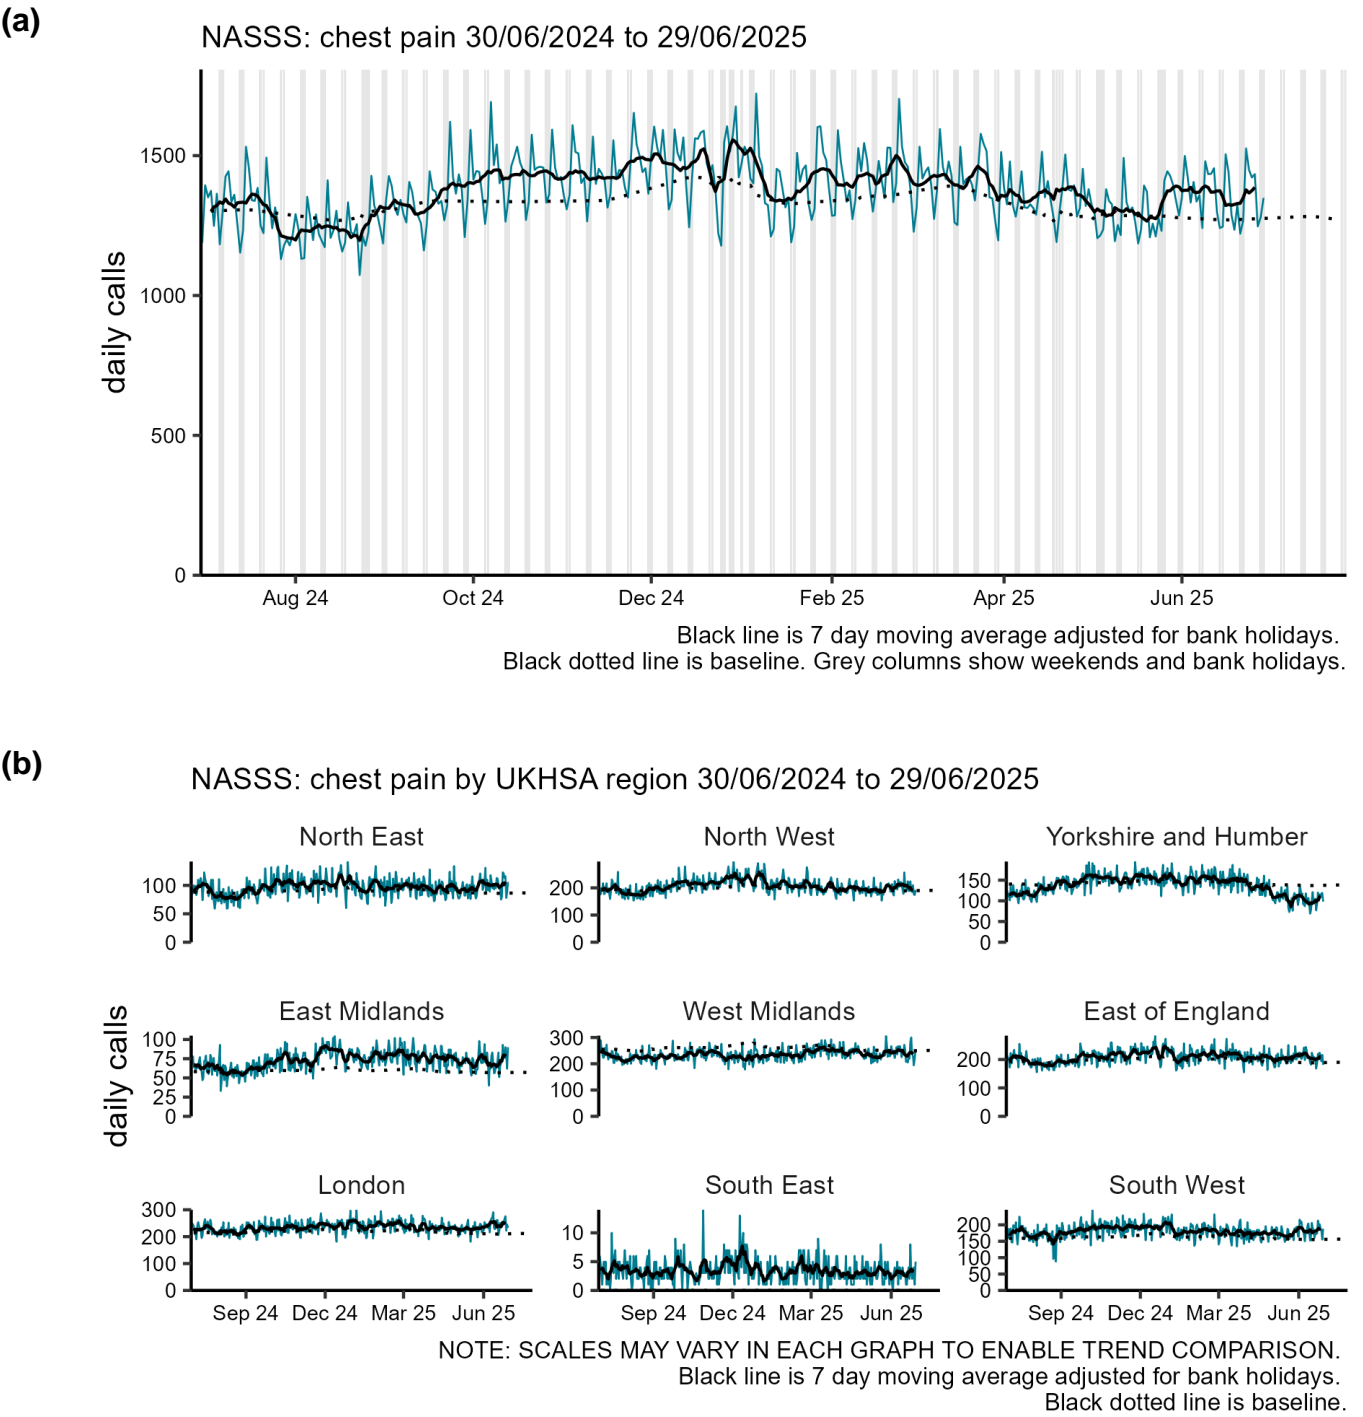 (a)
NASSS: chest pain 30/06/2024 to 29/06/2025
daily calls
1500
1000
500
0
Aug 24 Oct 24 Dec 24 Feb 25 Apr 25 Jun 25
Black line is 7 day moving average adjusted for bank holidays.
Black dotted line is baseline. Grey columns show weekends and bank holidays.
(b)
NASSS: chest pain by UKHSA region 30/06/2024 to 29/06/2025
daily calls
North East North West Yorkshire and Humber
100 200 150
50 100 100
0 0 50
0
East Midlands West Midlands East of England
100 300 200
75 200 100
50 100 0
25 0
0
London South East South West
300 10 200
200 5 150
100 0 100
0 50
0
Sep 24 Dec 24 Mar 25 Jun 25 Sep 24 Dec 24 Mar 25 Jun 25 Sep 24 Dec 24 Mar 25 Jun 25
NOTE: SCALES MAY VARY IN EACH GRAPH TO ENABLE TREND COMPARISON.
Black line is 7 day moving average adjusted for bank holidays.
Black dotted line is baseline.